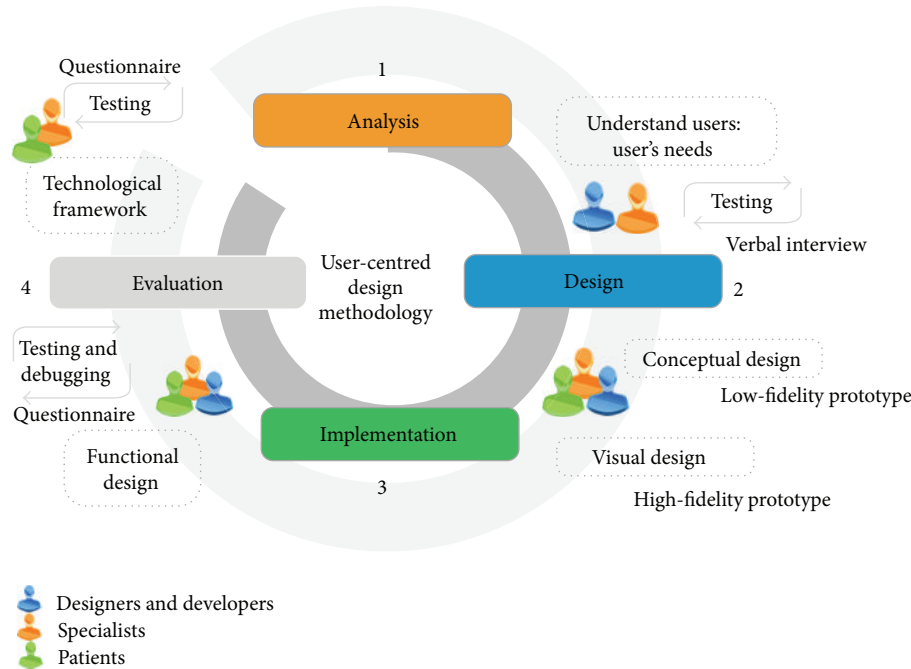 Questionnaire
Testing
Technological
framework
1
Analysis
Understand users:
user's needs
Testing
Verbal interview
User-centred
design
methodology
Design
2
Conceptual design
Low-fidelity prototype
Visual design
High-fidelity prototype
Implementation
3
4
Evaluation
Testing and
debugging
Questionnaire
Functional
design
Designers and developers
Specialists
Patients